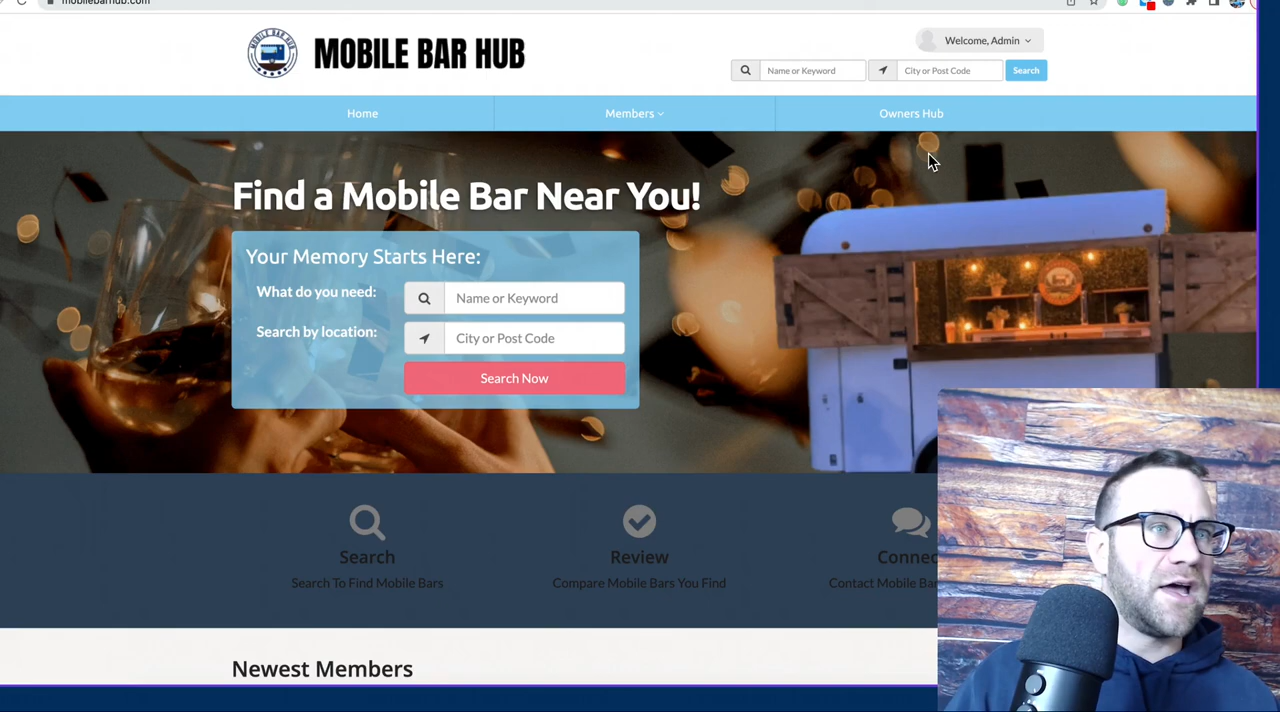 mobilebarhub.com
MOBILE BAR HUB
MOBILE BAR HUB
Welcome, Admin
Name or Keyword
City or Post Code
Search
Home
Members
Owners Hub
Find a Mobile Bar Near You!
Your Memory Starts Here:
What do you need:
Name or Keyword
Search by location:
City or Post Code
Search Now
Search
Review
Connec
Search To Find Mobile Bars
Compare Mobile Bars You Find
Contact Mobile Bar
Newest Members